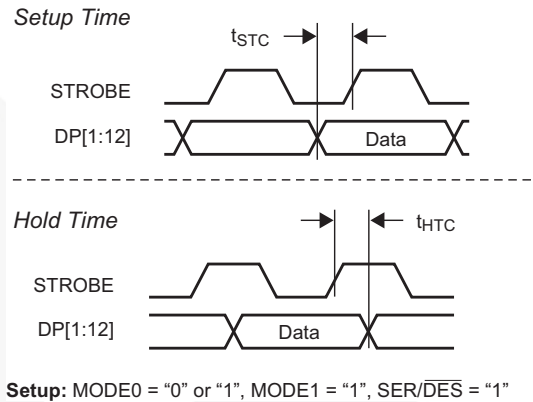 Setup Time
tSTC
STROBE
DP[1:12]
Data
Hold Time
tHTC
STROBE
DP[1:12]
Data
Setup: MODE0 = “0” or “1”, MODE1 = “1”, SER/D̅E̅S̅ = “1”